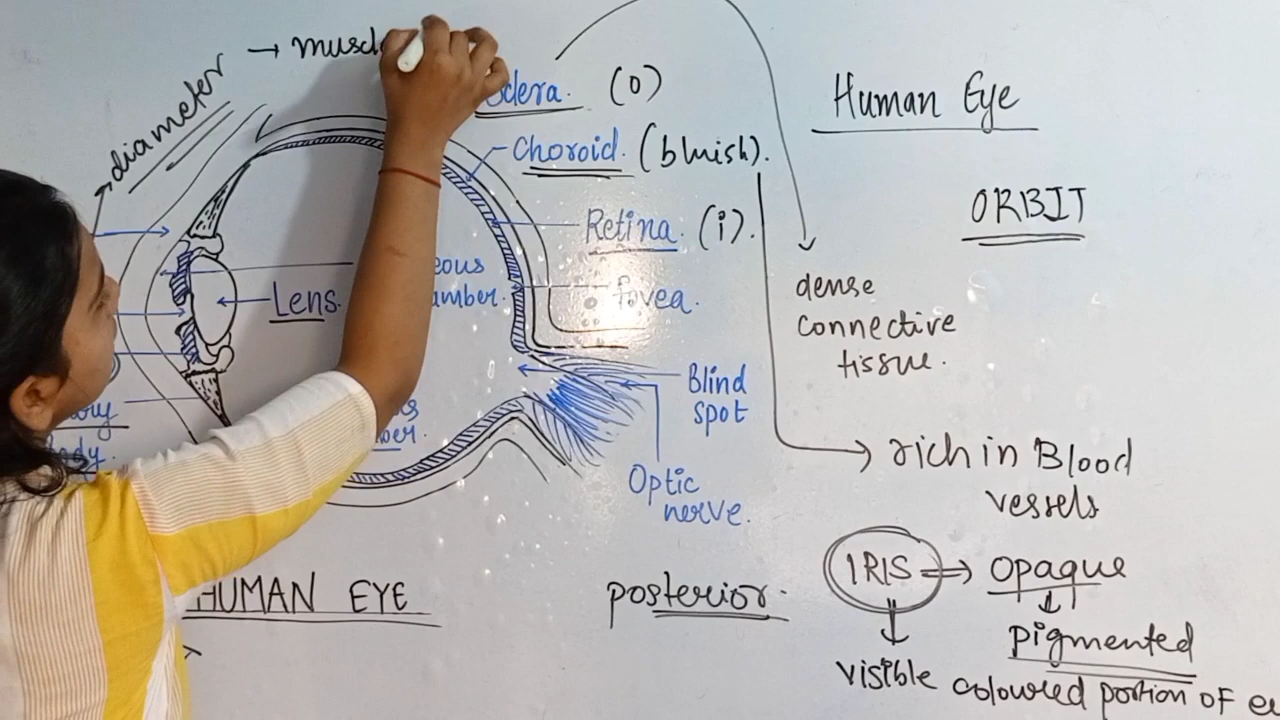 diameter
Sclera. (O)
Choroid. (bluish).
Retina. (i).
fovea.
Lens.
Blind
spot
Optic
nerve.
HUMAN EYE
posterior.
Human Eye
ORBIT
dense
connective
tissue.
rich in Blood
vessels
IRIS => opaque
pigmented
visible
coloured portion of